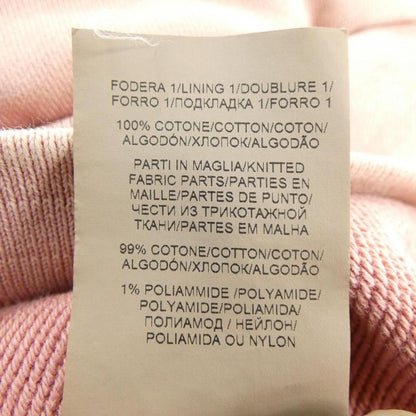 FODERA 1/LINING 1/DOUBLURE 1/
FORRO 1/ПОДКЛАДКА 1/FORRO 1
100% COTONE/COTTON/COTON/
ALGODÓN/ХЛОПОК/ALGODÃO
PARTI IN MAGLIA/KNITTED
FABRIC PARTS/PARTIES EN
MAILLE/PARTES DE PUNTO/
ЧЕСТИ ИЗ ТРИКОТАЖНОЙ
ТКАНИ/PARTES EM MALHA
99% COTONE/COTTON/COTON/
ALGODÓN/ХЛОПОК/ALGODÃO
1% POLIAMMIDE /POLYAMIDE/
POLYAMIDE/POLIAMIDA/
ПОЛИАМОД / НЕЙЛОН/
POLIAMIDA OU NYLON